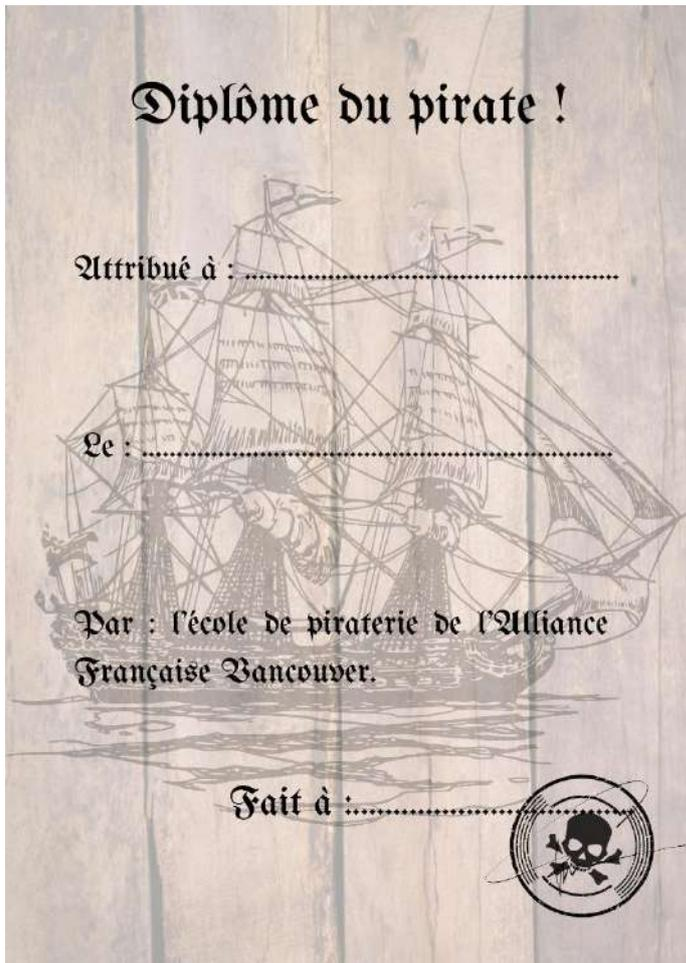 Diplôme du pirate !
Attribué à : ........................................................
Le : ......................................................................
Par : l'école de piraterie de l'Alliance
Française Vancouver.
Fait à :..........................................